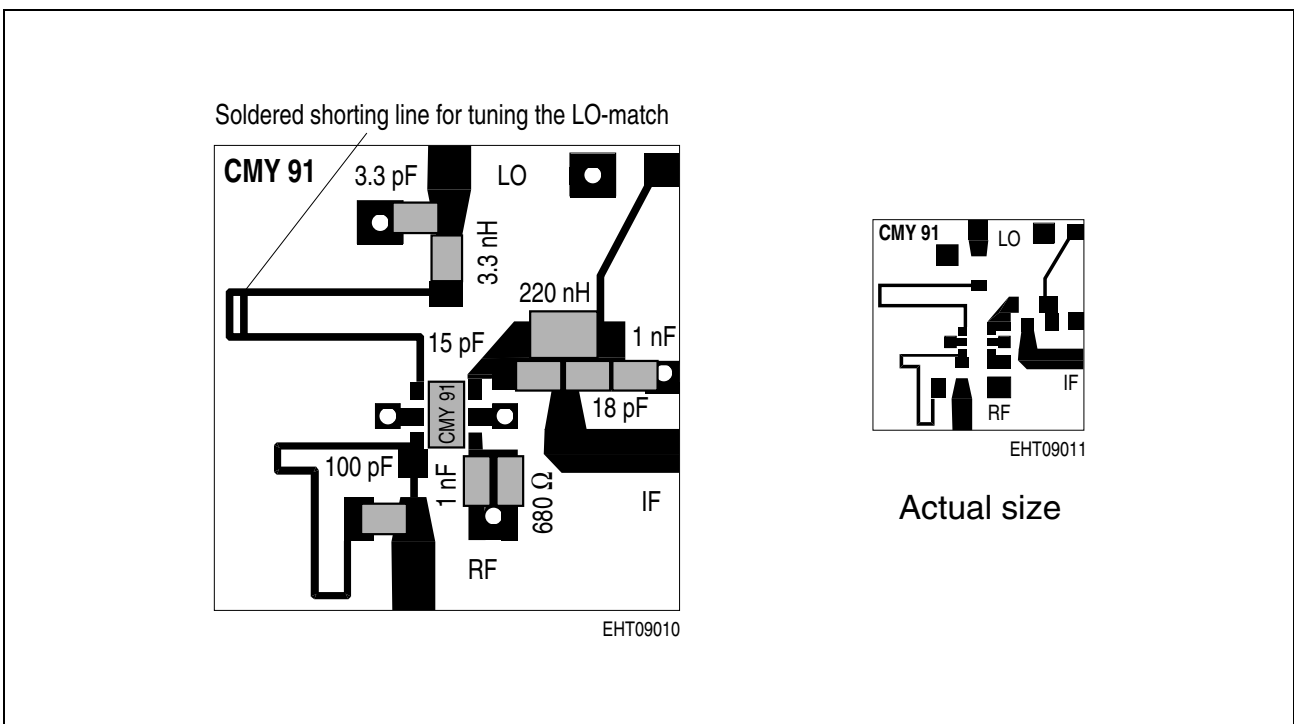 Soldered shorting line for tuning the LO-match
CMY 91
3.3 pF
LO
3.3 nH
220 nH
15 pF
1 nF
CMY 91
18 pF
100 pF
1 nF
680 Ω
IF
RF
EHT09010
CMY 91
LO
IF
RF
EHT09011
Actual size